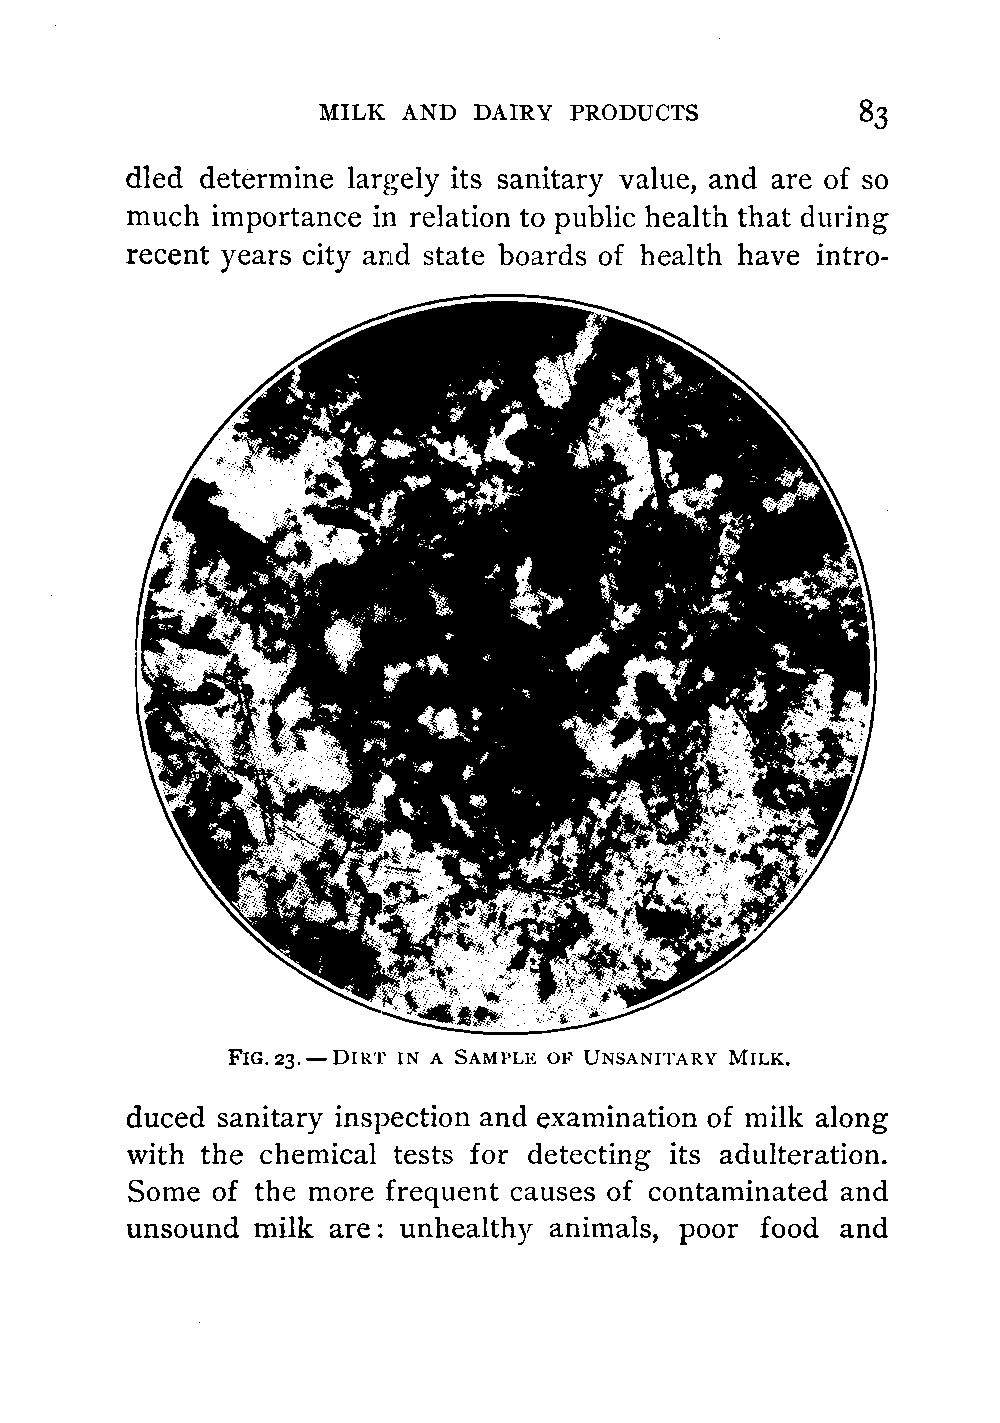 MILK AND DAIRY PRODUCTS 83
dled determine largely its sanitary value, and are of so
much importance in relation to public health that during
recent years city and state boards of health have intro-
FIG. 23. — DIRT IN A SAMPLE OF UNSANITARY MILK.
duced sanitary inspection and examination of milk along
with the chemical tests for detecting its adulteration.
Some of the more frequent causes of contaminated and
unsound milk are: unhealthy animals, poor food and